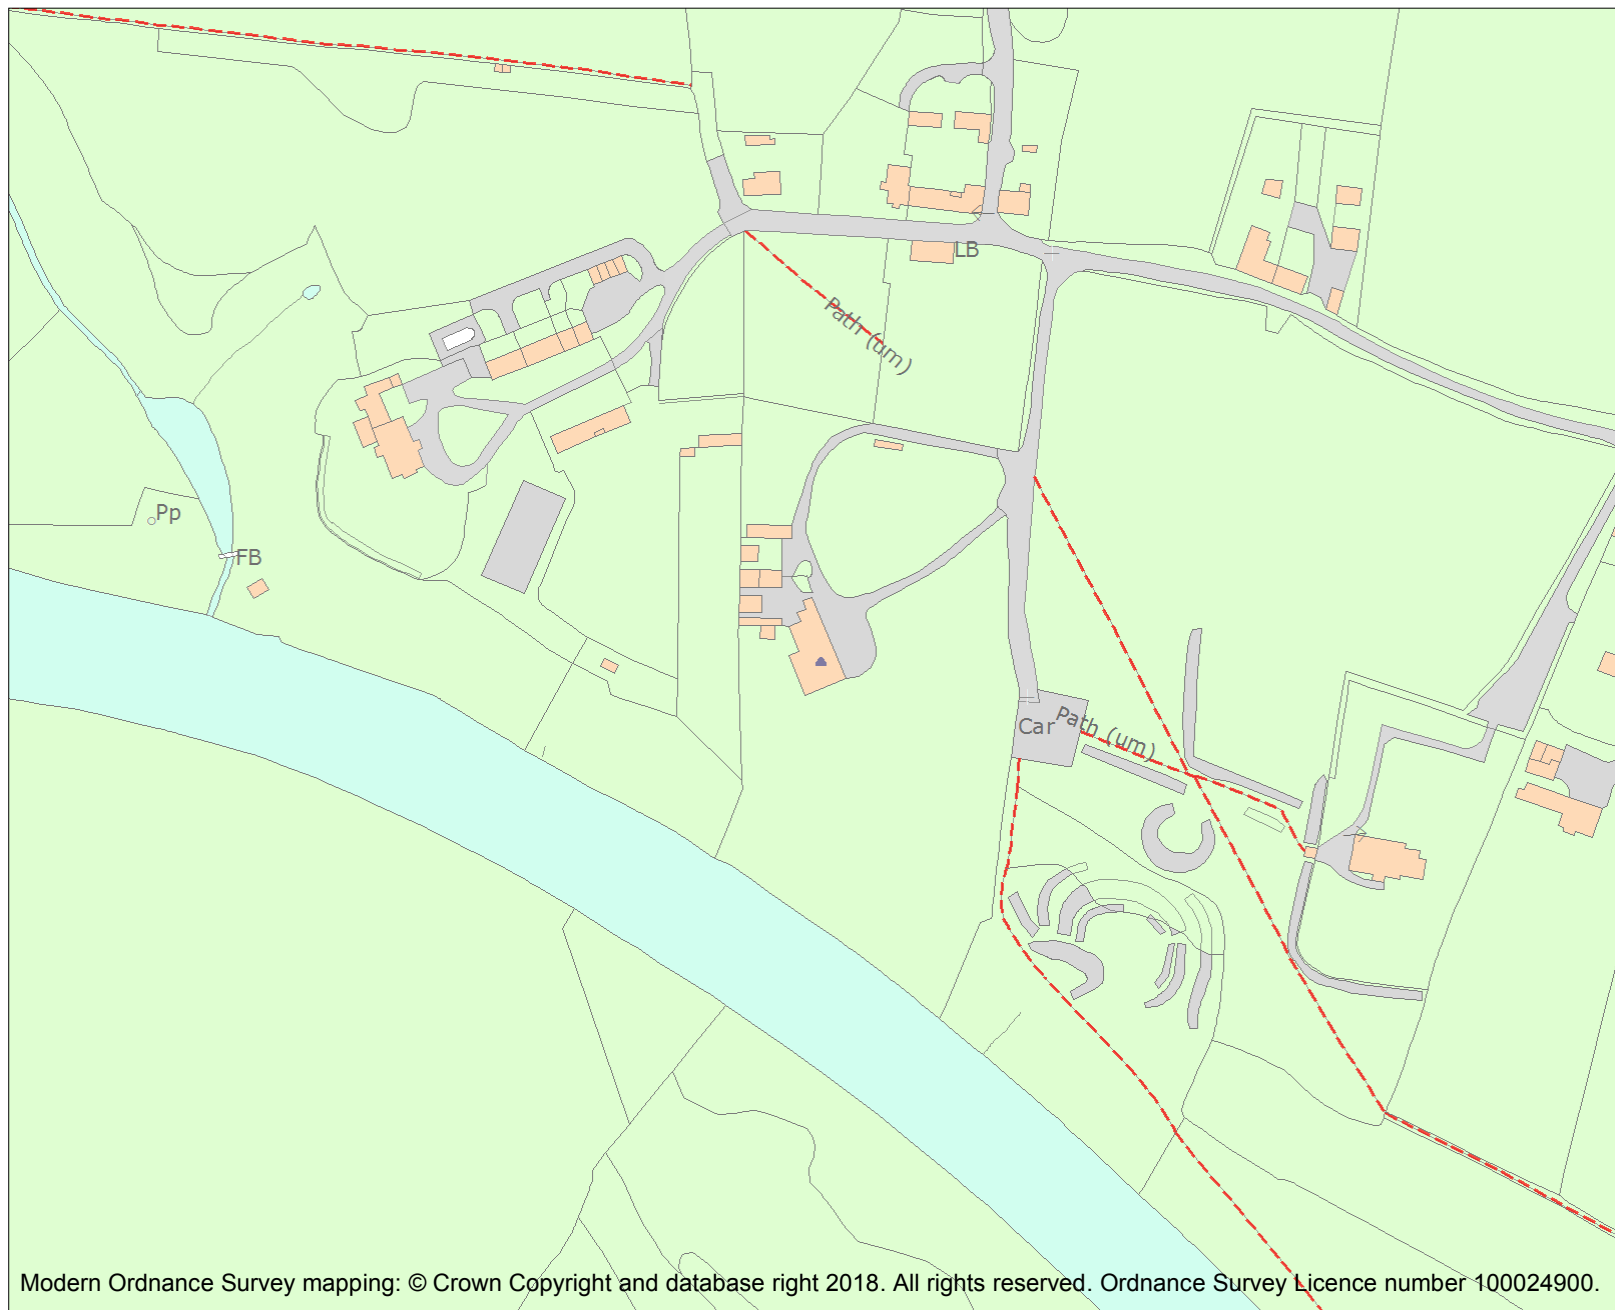 LB
Path (um)
Pp
FB
Car
Path (um)
Modern Ordnance Survey mapping: © Crown Copyright and database right 2018. All rights reserved. Ordnance Survey Licence number 100024900.